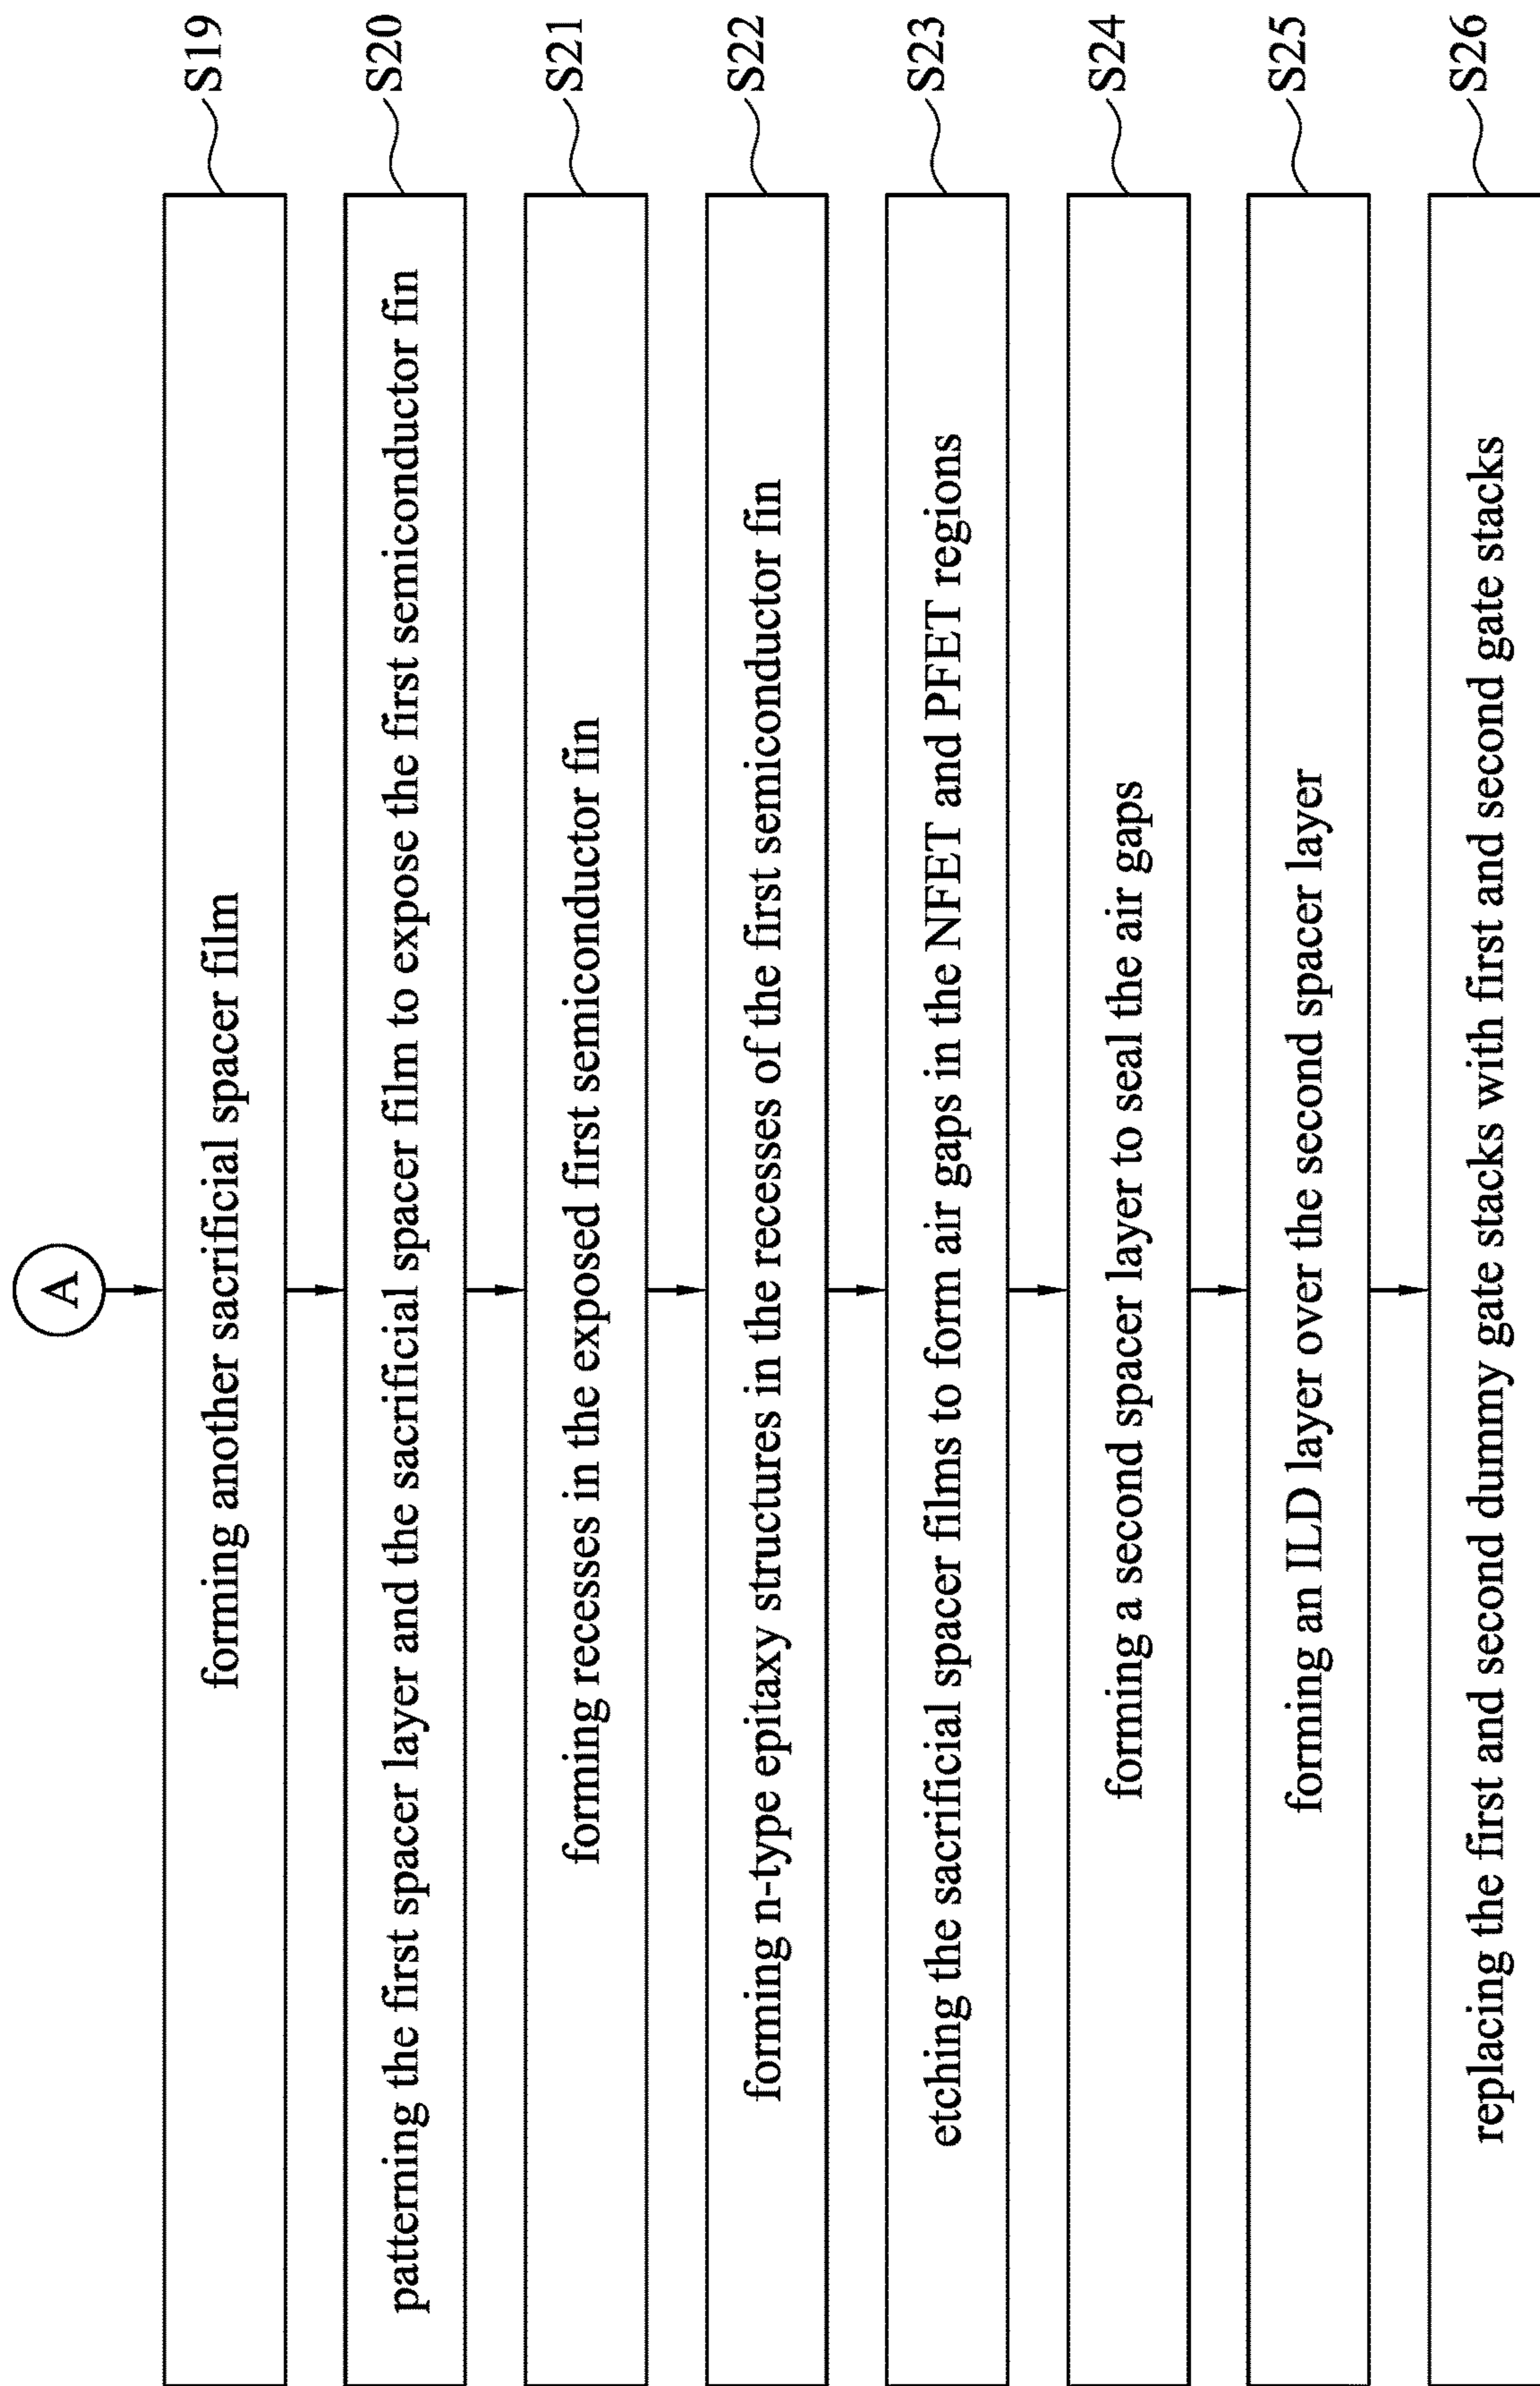 A
forming another sacrificial spacer film
S19
patterning the first spacer layer and the sacrificial spacer film to expose the first semiconductor fin
S20
forming recesses in the exposed first semiconductor fin
S21
forming n-type epitaxy structures in the recesses of the first semiconductor fin
S22
etching the sacrificial spacer films to form air gaps in the NFET and PFET regions
S23
forming a second spacer layer to seal the air gaps
S24
forming an ILD layer over the second spacer layer
S25
replacing the first and second dummy gate stacks with first and second gate stacks
S26